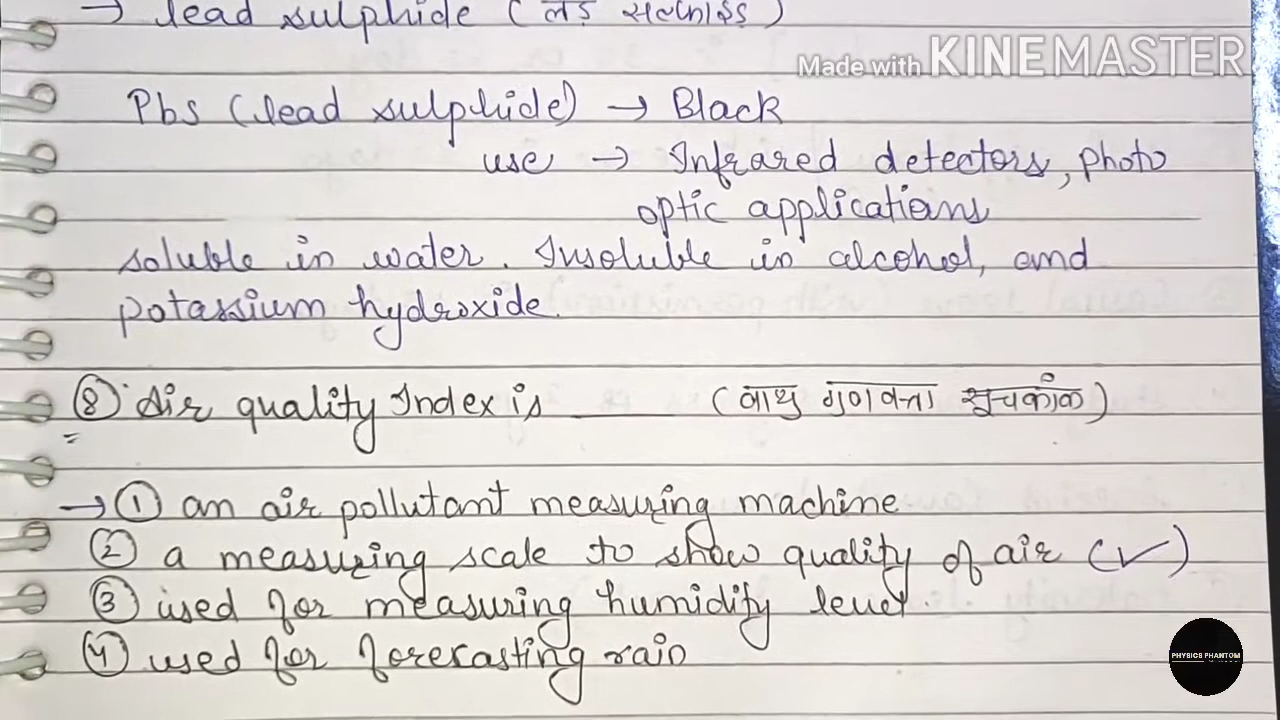 → lead sulphide (लेड सल्फाइड)
Made with KINEMASTER
Pbs (lead sulphide) → Black
use → Infrared detectors, photo
optic applications
soluble in water. Insoluble in alcohol, and
potassium hydroxide.
⑧ Air quality Index is (वायु गुणवत्ता सूचकांक)
→ ① an air pollutant measuring machine
② a measuring scale to show quality of air (✓)
③ used for measuring humidity level.
④ used for forecasting rain
PHYSICS PHANTOM